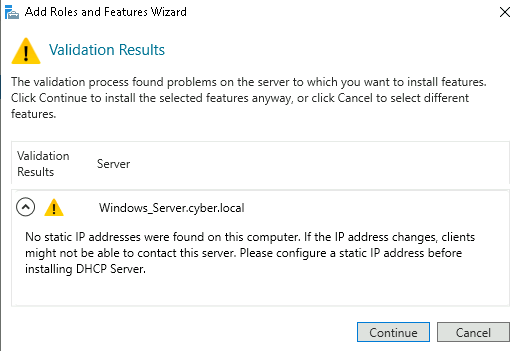 Add Roles and Features Wizard
Validation Results
The validation process found problems on the server to which you want to install features.
Click Continue to install the selected features anyway, or click Cancel to select different
features.
Validation
Results
Server
Windows_Server.cyber.local
No static IP addresses were found on this computer. If the IP address changes, clients
might not be able to contact this server. Please configure a static IP address before
installing DHCP Server.
Continue
Cancel